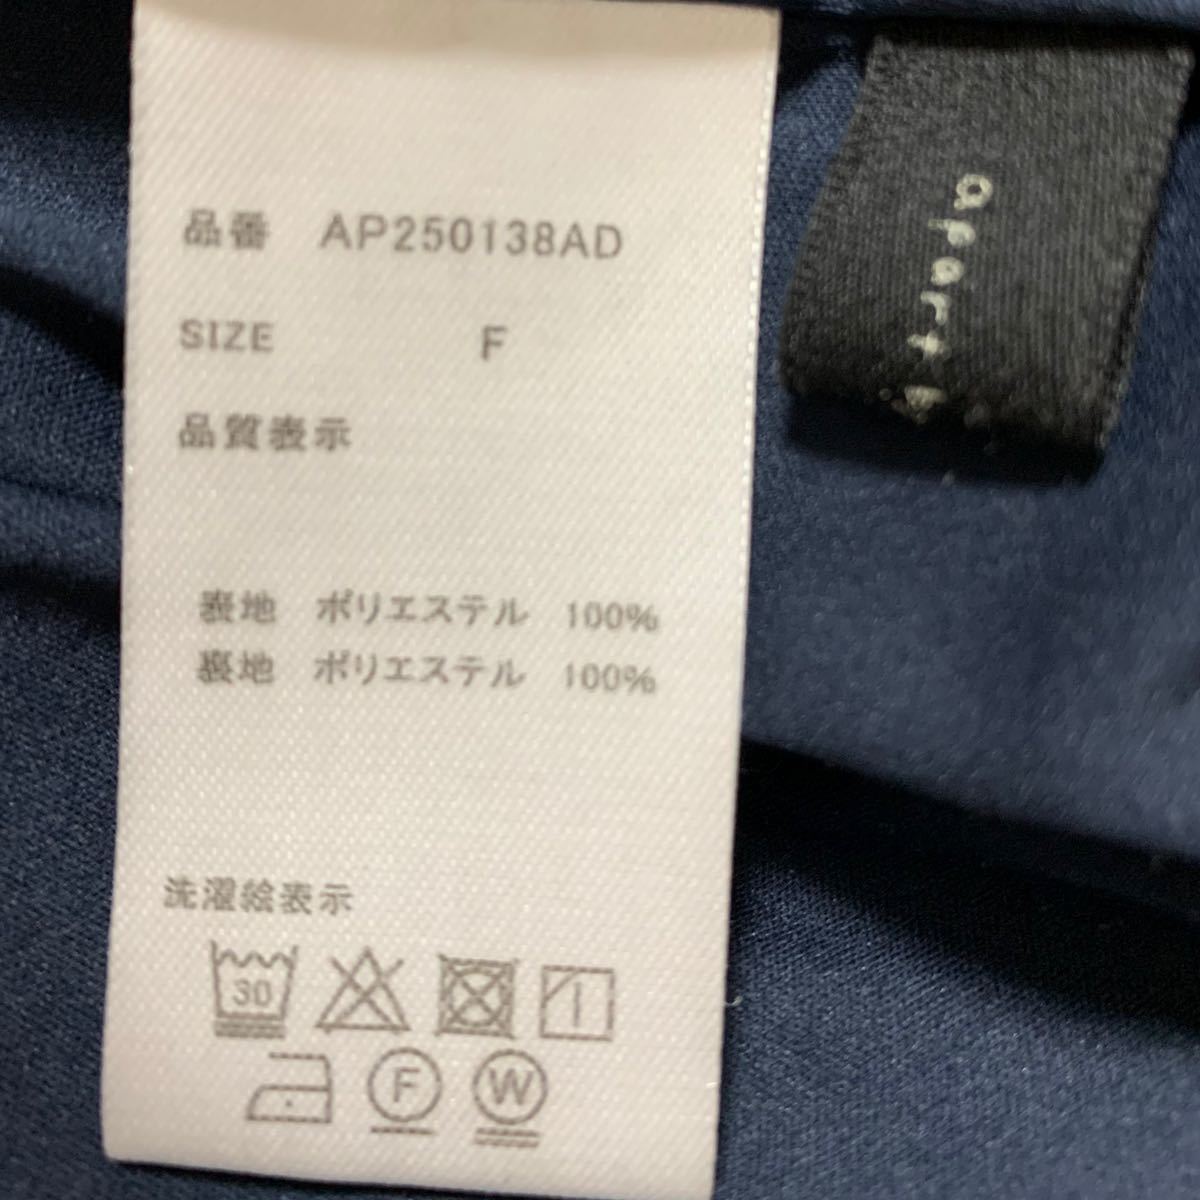 品番 AP250138AD
SIZE F
品質表示
表地 ポリエステル 100%
裏地 ポリエステル 100%
洗濯絵表示
30
F W
apart b